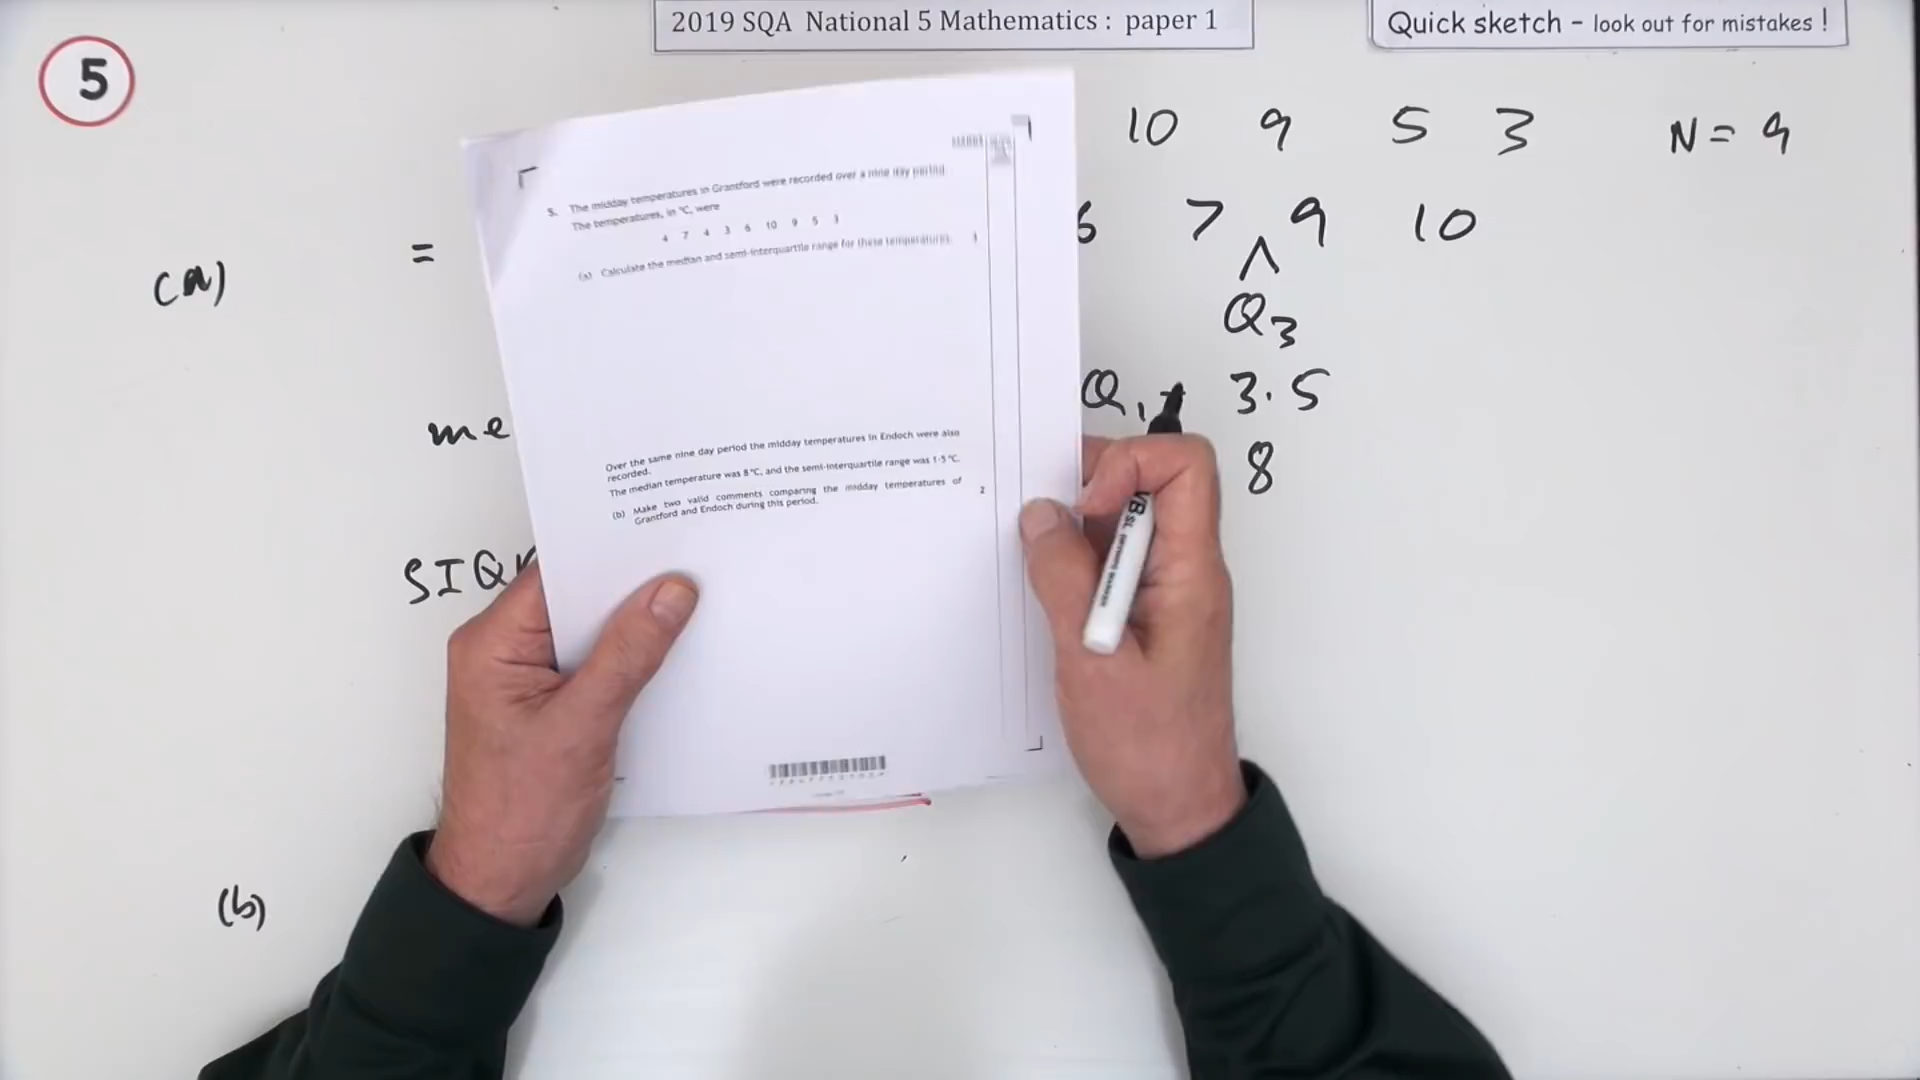 2019 SQA National 5 Mathematics : paper 1
Quick sketch – look out for mistakes !
5
10 9 5 3 N = 9
5. The midday temperatures in Grantford were recorded over a nine day period.
The temperatures, in °C, were
4 7 4 3 6 10 9 5 3
(a) Calculate the median and semi-interquartile range for these temperatures. 3
(a) =
6 7 9 10
Q3
me
Q1 = 3.5
8
Over the same nine day period the midday temperatures in Endoch were also
recorded.
The median temperature was 8 °C, and the semi-interquartile range was 1·5 °C.
(b) Make two valid comments comparing the midday temperatures of
Grantford and Endoch during this period. 2
SIQR
(b)